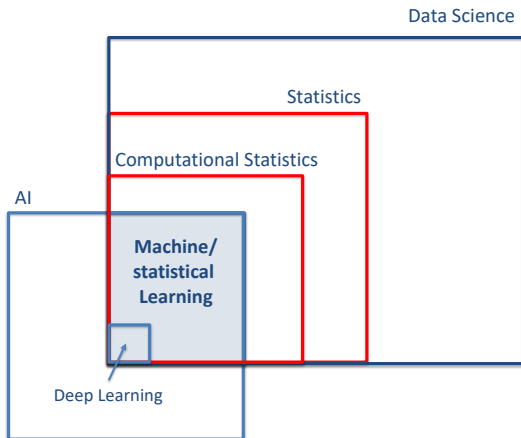 Data Science
Statistics
Computational Statistics
AI
Machine/
statistical
Learning
Deep Learning